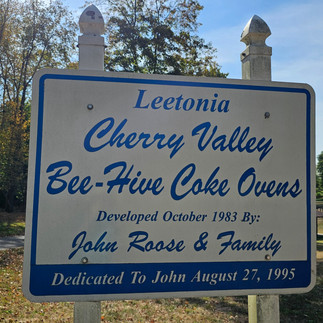 Leetonia
Cherry Valley
Bee-Hive Coke Ovens
Developed October 1983 By:
John Roose & Family
Dedicated To John August 27, 1995